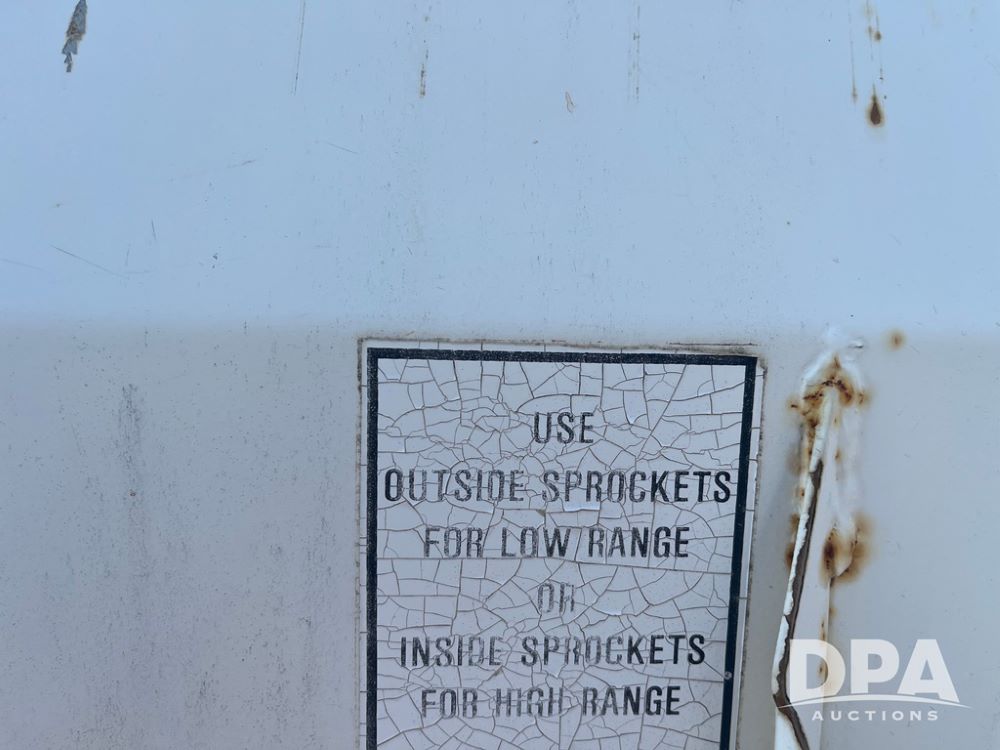 USE
OUTSIDE SPROCKETS
FOR LOW RANGE
OR
INSIDE SPROCKETS
FOR HIGH RANGE
DPA
AUCTIONS